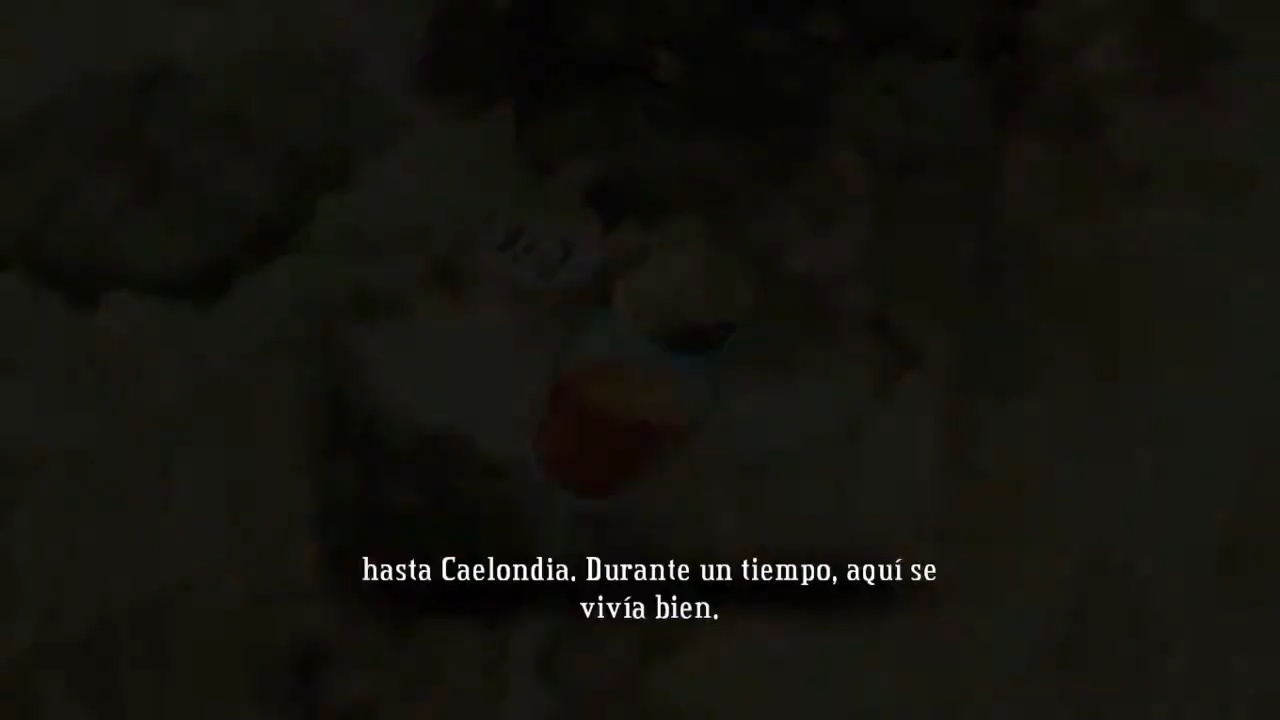 hasta Caelondia. Durante un tiempo, aquí se
vivía bien.